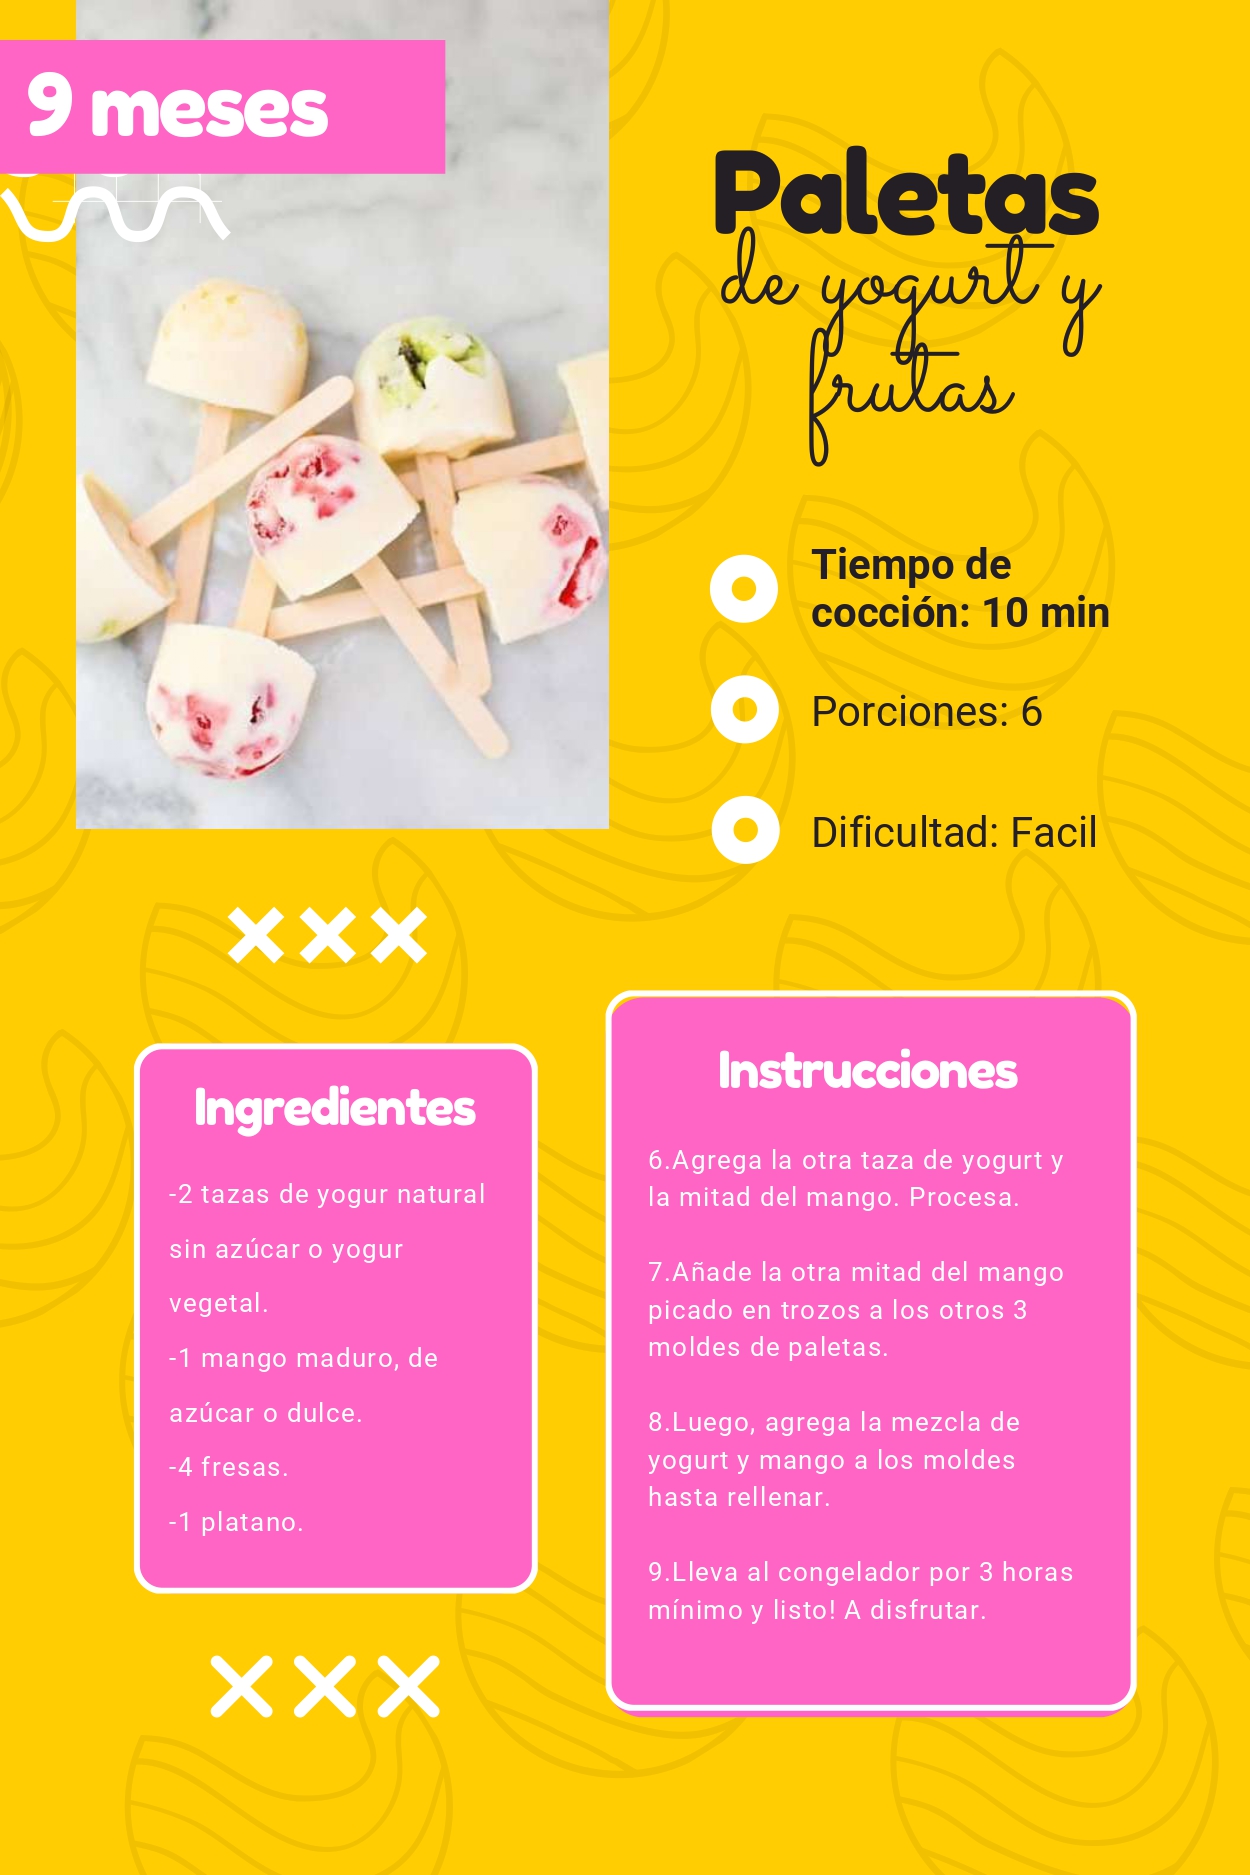 9 meses
Paletas
de yogurt y
frutas
Tiempo de
cocción: 10 min
Porciones: 6
Dificultad: Facil
Ingredientes
-2 tazas de yogur natural
sin azúcar o yogur
vegetal.
-1 mango maduro, de
azúcar o dulce.
-4 fresas.
-1 platano.
Instrucciones
6.Agrega la otra taza de yogurt y
la mitad del mango. Procesa.
7.Añade la otra mitad del mango
picado en trozos a los otros 3
moldes de paletas.
8.Luego, agrega la mezcla de
yogurt y mango a los moldes
hasta rellenar.
9.Lleva al congelador por 3 horas
mínimo y listo! A disfrutar.